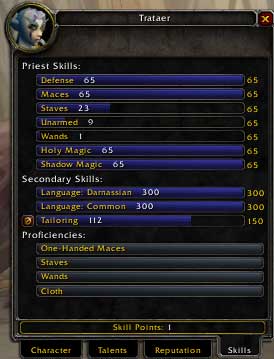 Trataer
Priest Skills:
Defense 65 65
Maces 65 65
Staves 23 65
Unarmed 9 65
Wands 1 65
Holy Magic 65 65
Shadow Magic 65 65
Secondary Skills:
Language: Darnassian 300 300
Language: Common 300 300
Tailoring 112 150
Proficiencies:
One-Handed Maces
Staves
Wands
Cloth
Skill Points: 1
Character Talents Reputation Skills